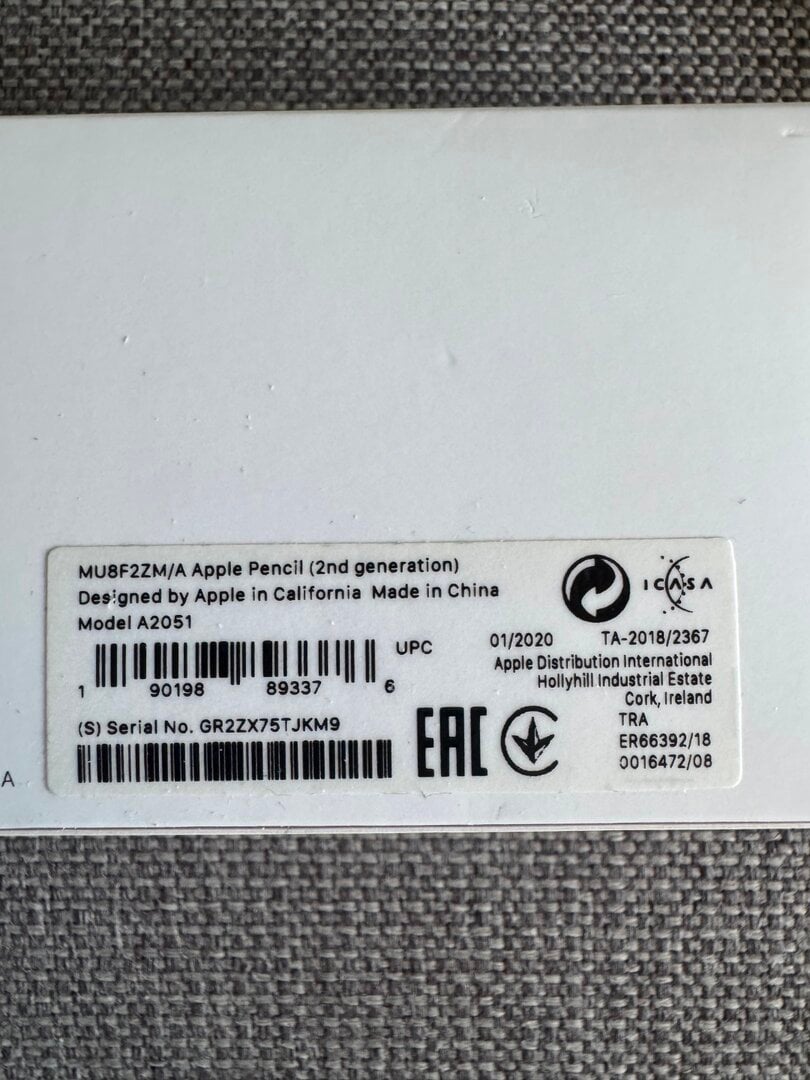 MU8F2ZM/A Apple Pencil (2nd generation)
Designed by Apple in California Made in China
Model A2051
UPC
1 90198 89337 6
(S) Serial No. GR2ZX75TJKM9
ICASA
01/2020 TA-2018/2367
Apple Distribution International
Hollyhill Industrial Estate
Cork, Ireland
TRA
ER66392/18
0016472/08
EAC
A